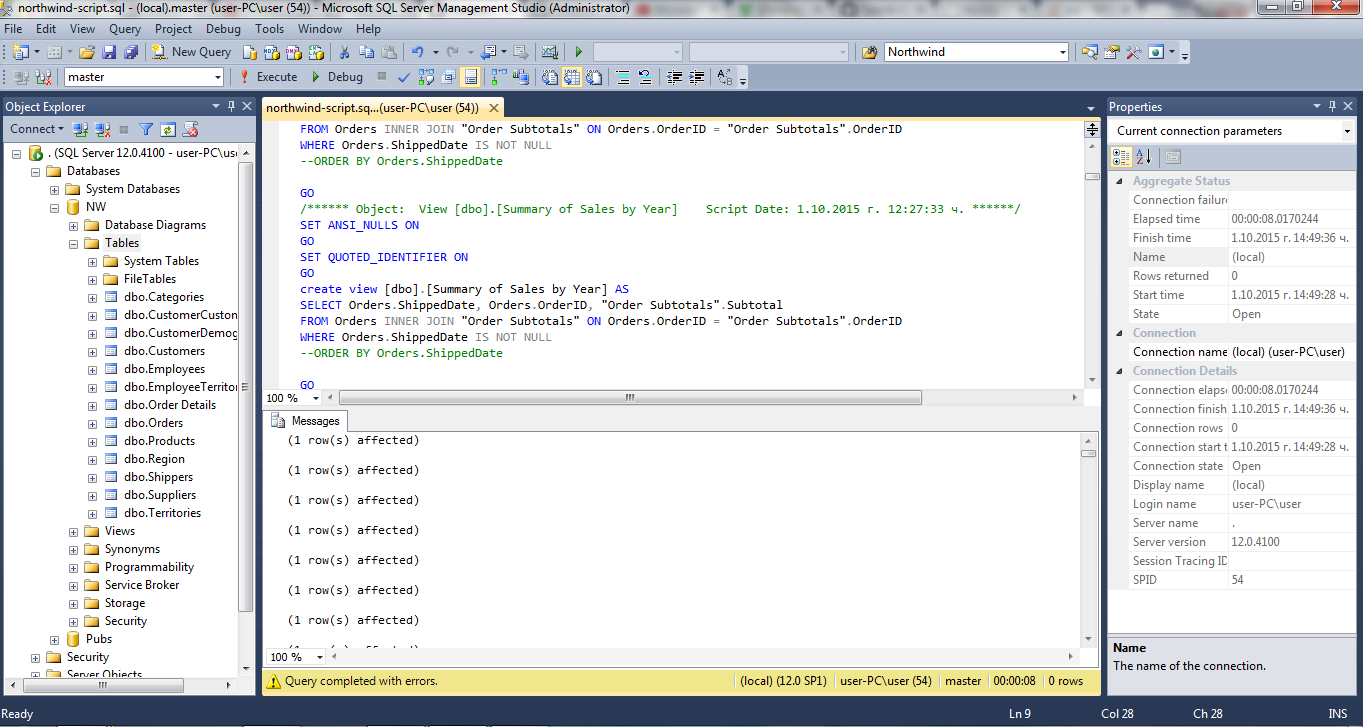 northwind-script.sql - (local).master (user-PC\user (54)) - Microsoft SQL Server Management Studio (Administrator)
File Edit View Query Project Debug Tools Window Help
New Query Northwind
master Execute Debug
Object Explorer
Connect
. (SQL Server 12.0.4100 - user-PC\use
Databases
System Databases
NW
Database Diagrams
Tables
System Tables
FileTables
dbo.Categories
dbo.CustomerCuston
dbo.CustomerDemog
dbo.Customers
dbo.Employees
dbo.EmployeeTerrito
dbo.Order Details
dbo.Orders
dbo.Products
dbo.Region
dbo.Shippers
dbo.Suppliers
dbo.Territories
Views
Synonyms
Programmability
Service Broker
Storage
Security
Pubs
Security
Server Objects
northwind-script.sq...(user-PC\user (54))
FROM Orders INNER JOIN "Order Subtotals" ON Orders.OrderID = "Order Subtotals".OrderID
WHERE Orders.ShippedDate IS NOT NULL
--ORDER BY Orders.ShippedDate
GO
/****** Object:  View [dbo].[Summary of Sales by Year]    Script Date: 1.10.2015 г. 12:27:33 ч. ******/
SET ANSI_NULLS ON
GO
SET QUOTED_IDENTIFIER ON
GO
create view [dbo].[Summary of Sales by Year] AS
SELECT Orders.ShippedDate, Orders.OrderID, "Order Subtotals".Subtotal
FROM Orders INNER JOIN "Order Subtotals" ON Orders.OrderID = "Order Subtotals".OrderID
WHERE Orders.ShippedDate IS NOT NULL
--ORDER BY Orders.ShippedDate
GO
100 %
Messages
(1 row(s) affected)
(1 row(s) affected)
(1 row(s) affected)
(1 row(s) affected)
(1 row(s) affected)
(1 row(s) affected)
(1 row(s) affected)
100 %
Query completed with errors. (local) (12.0 SP1) user-PC\user (54) master 00:00:08 0 rows
Properties
Current connection parameters
Aggregate Status
Connection failure
Elapsed time 00:00:08.0170244
Finish time 1.10.2015 г. 14:49:36 ч.
Name (local)
Rows returned 0
Start time 1.10.2015 г. 14:49:28 ч.
State Open
Connection
Connection name (local) (user-PC\user)
Connection Details
Connection elaps 00:00:08.0170244
Connection finish 1.10.2015 г. 14:49:36 ч.
Connection rows 0
Connection start t 1.10.2015 г. 14:49:28 ч.
Connection state Open
Display name (local)
Login name user-PC\user
Server name .
Server version 12.0.4100
Session Tracing ID
SPID 54
Name
The name of the connection.
Ready Ln 9 Col 28 Ch 28 INS